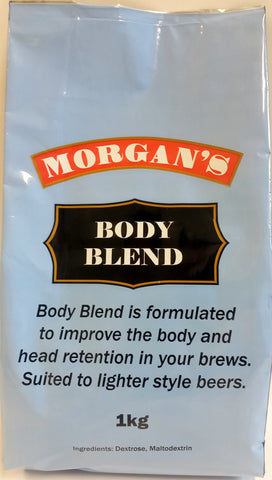 MORGAN'S
BODY
BLEND
Body Blend is formulated
to improve the body and
head retention in your brews.
Suited to lighter style beers.
1kg
Ingredients: Dextrose, Maltodextrin